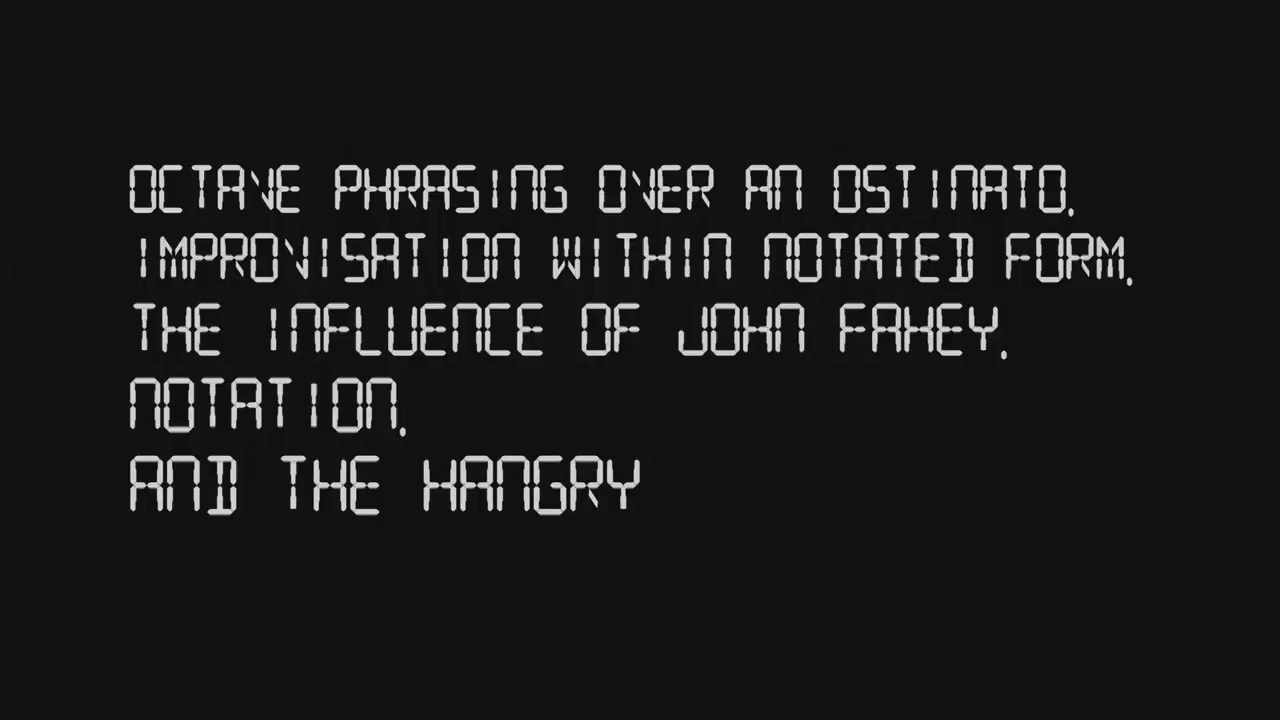 OCTAVE PHRASING OVER AN OSTINATO.
IMPROVISATION WITHIN NOTATED FORM.
THE INFLUENCE OF JOHN FAHEY.
NOTATION.
AND THE HANGRY